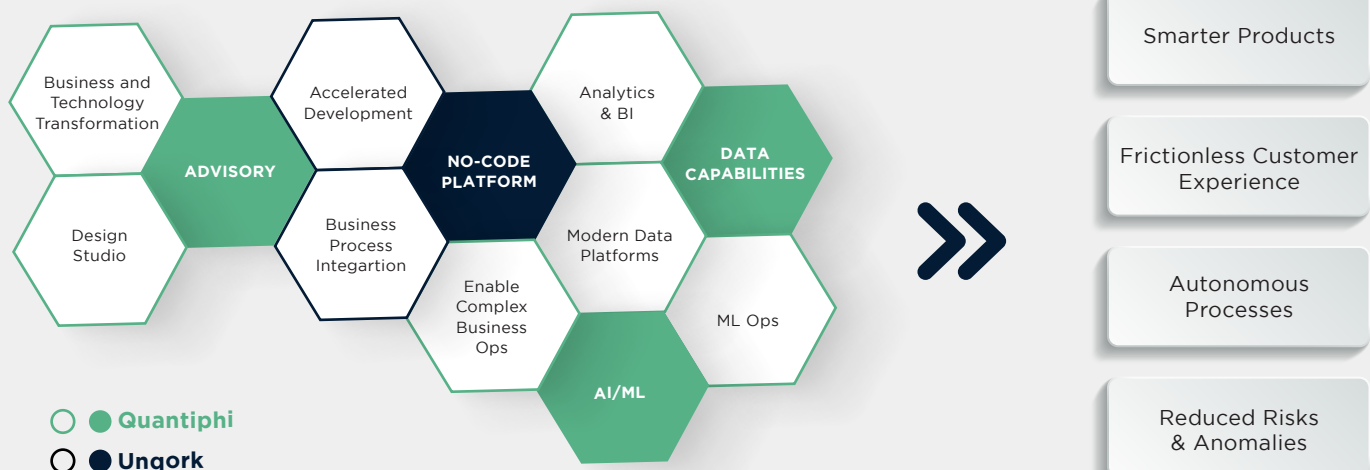 Business and
Technology
Transformation
ADVISORY
Design
Studio
Accelerated
Development
Business
Process
Integartion
NO-CODE
PLATFORM
Enable
Complex
Business
Ops
Analytics
& BI
Modern Data
Platforms
DATA
CAPABILITIES
ML Ops
AI/ML
Quantiphi
Unqork
Smarter Products
Frictionless Customer
Experience
Autonomous
Processes
Reduced Risks
& Anomalies